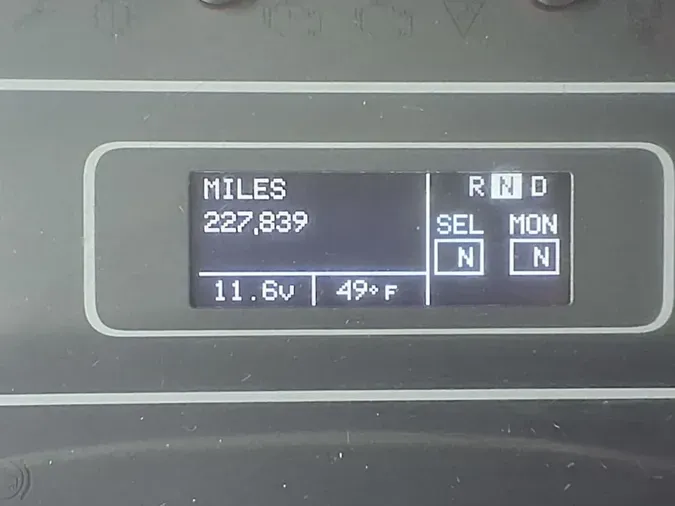 MILES
227,839
11.6v
49° F
R N D
SEL MON
N N